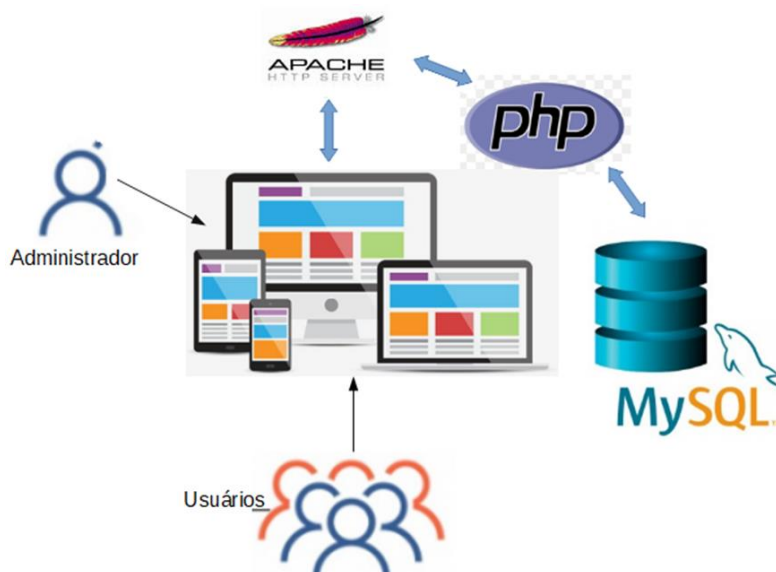 APACHE
HTTP SERVER
php
Administrador
MySQL
Usuários